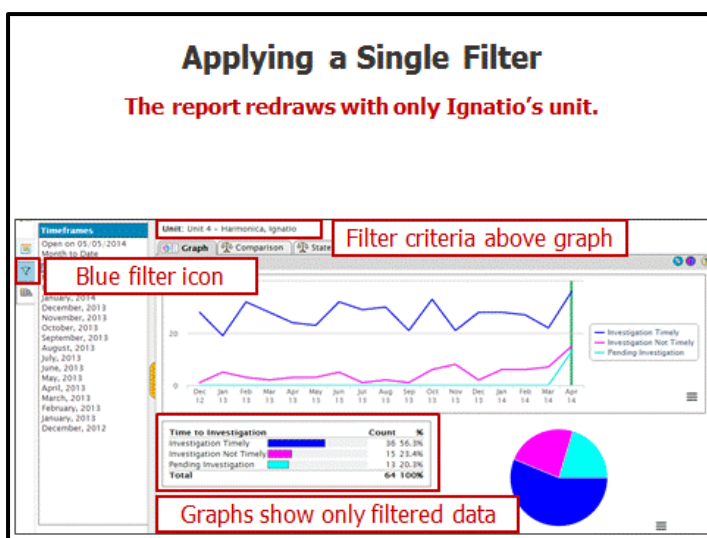 Applying a Single Filter
The report redraws with only Ignatio's unit.
Timeframes
Open on 05/05/2014
Month to Date
January, 2014
December, 2013
November, 2013
October, 2013
September, 2013
August, 2013
July, 2013
June, 2013
May, 2013
April, 2013
March, 2013
February, 2013
January, 2013
December, 2012
Blue filter icon
Unit: Unit 4 - Harmonica, Ignatio
Filter criteria above graph
Graph Comparison State
20
0
Dec Jan Feb Mar Apr May Jun Jul Aug Sep Oct Nov Dec Jan Feb Mar Apr
12 13 13 13 13 13 13 13 13 13 13 13 13 14 14 14 14
Investigation Timely
Investigation Not Timely
Pending Investigation
Time to Investigation Count %
Investigation Timely 36 56.3%
Investigation Not Timely 15 23.4%
Pending Investigation 13 20.3%
Total 64 100%
Graphs show only filtered data